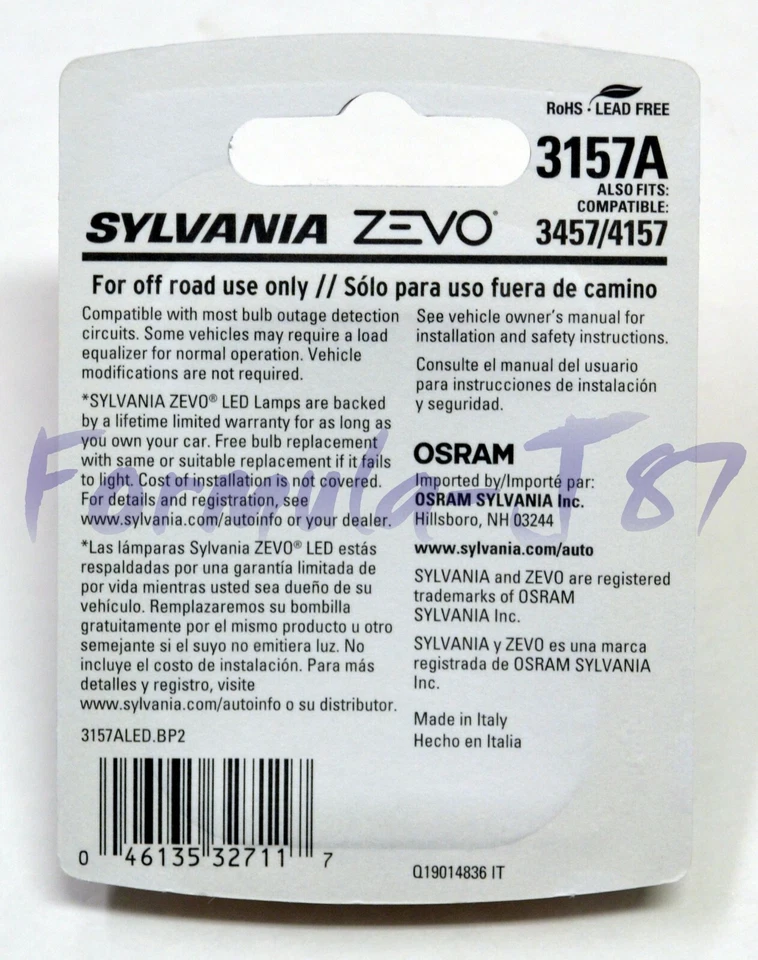 RoHS · LEAD FREE
3157A
ALSO FITS:
COMPATIBLE:
3457/4157
SYLVANIA ZEVO®
For off road use only // Sólo para uso fuera de camino
Compatible with most bulb outage detection
circuits. Some vehicles may require a load
equalizer for normal operation. Vehicle
modifications are not required.
*SYLVANIA ZEVO® LED Lamps are backed
by a lifetime limited warranty for as long as
you own your car. Free bulb replacement
with same or suitable replacement if it fails
to light. Cost of installation is not covered.
For details and registration, see
www.sylvania.com/autoinfo or your dealer.
*Las lámparas Sylvania ZEVO® LED estás
respaldadas por una garantía limitada de
por vida mientras usted sea dueño de su
vehículo. Remplazaremos su bombilla
gratuitamente por el mismo producto u otro
semejante si el suyo no emitiera luz. No
incluye el costo de instalación. Para más
detalles y registro, visite
www.sylvania.com/autoinfo o su distributor.
3157ALED.BP2
0 46135 32711 7
See vehicle owner's manual for
installation and safety instructions.
Consulte el manual del usuario
para instrucciones de instalación
y seguridad.
OSRAM
Imported by/Importé par:
OSRAM SYLVANIA Inc.
Hillsboro, NH 03244
www.sylvania.com/auto
SYLVANIA and ZEVO are registered
trademarks of OSRAM
SYLVANIA Inc.
SYLVANIA y ZEVO es una marca
registrada de OSRAM SYLVANIA
Inc.
Made in Italy
Hecho en Italia
Q19014836 IT
Formula J 87